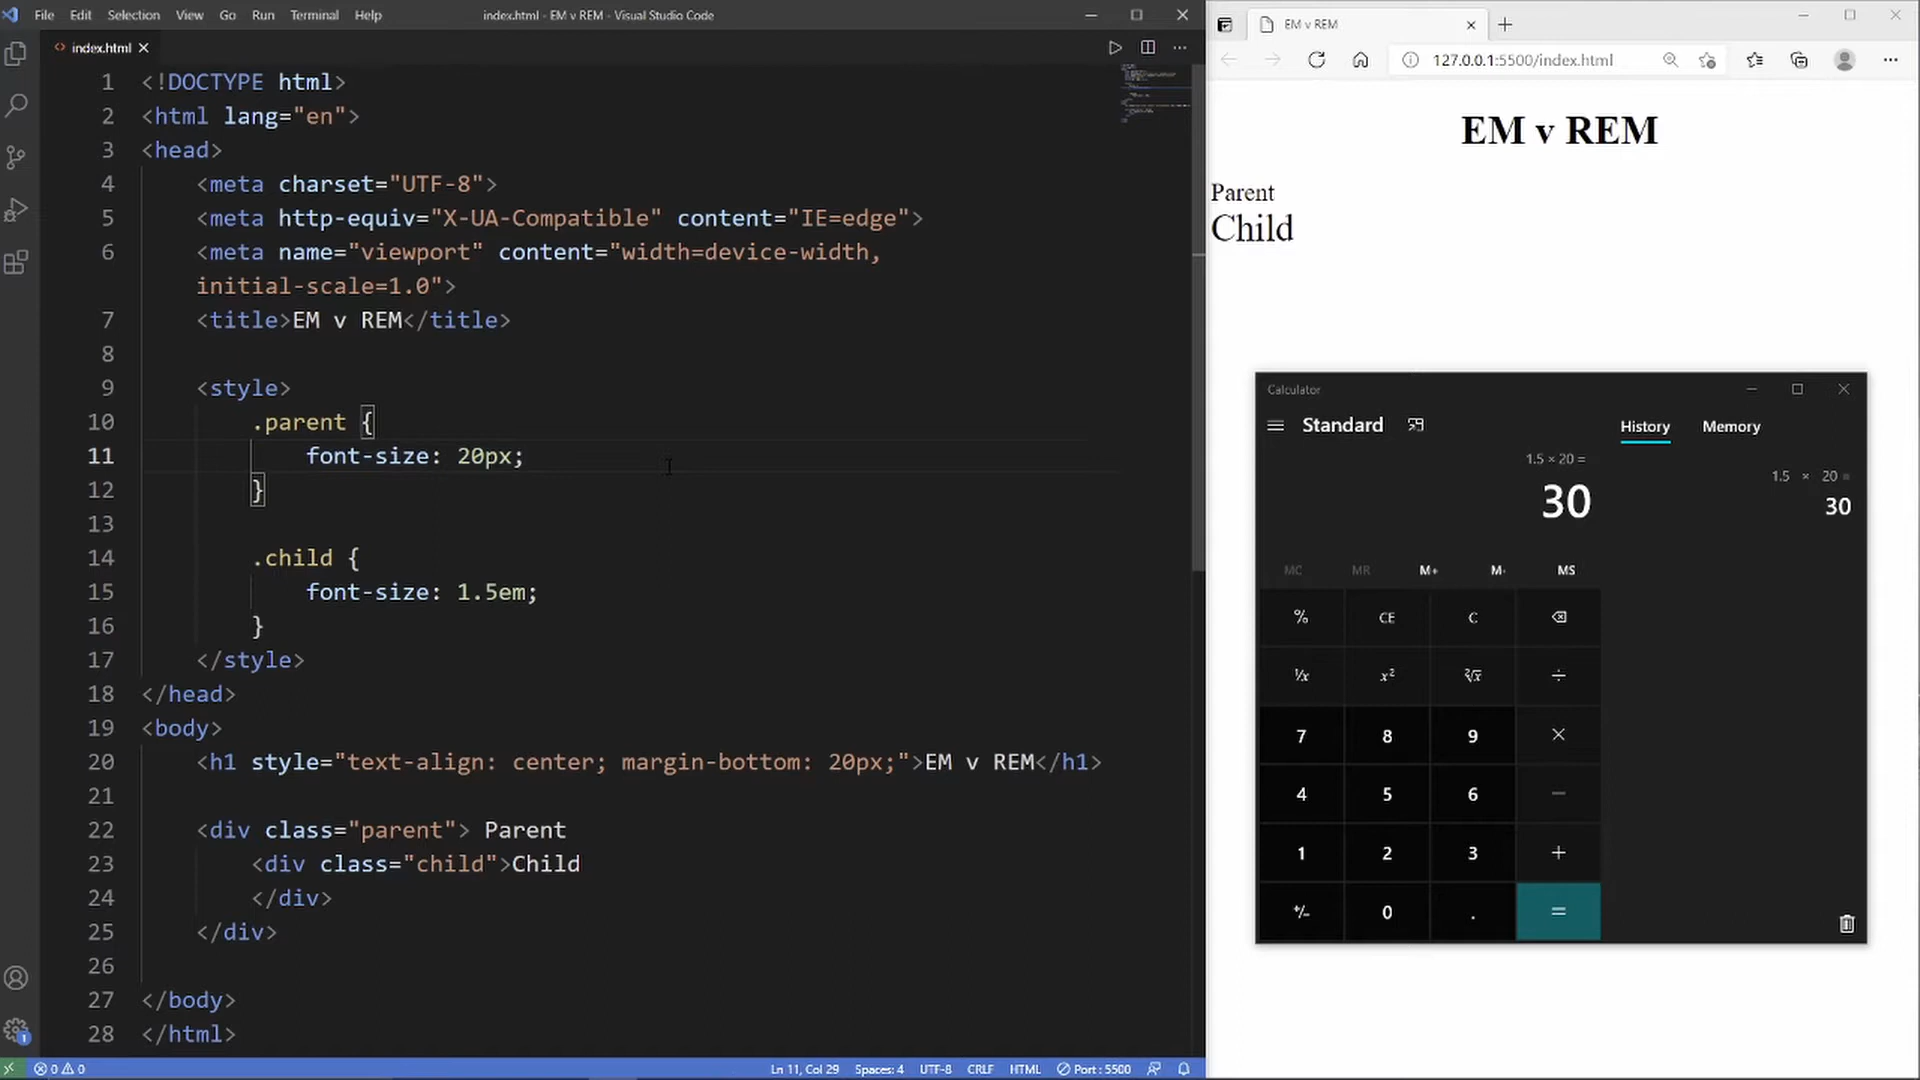 File Edit Selection View Go Run Terminal Help
index.html - EM v REM - Visual Studio Code
index.html
1 <!DOCTYPE html>
2 <html lang="en">
3 <head>
4 <meta charset="UTF-8">
5 <meta http-equiv="X-UA-Compatible" content="IE=edge">
6 <meta name="viewport" content="width=device-width,
initial-scale=1.0">
7 <title>EM v REM</title>
8
9 <style>
10 .parent {
11 font-size: 20px;
12 }
13
14 .child {
15 font-size: 1.5em;
16 }
17 </style>
18 </head>
19 <body>
20 <h1 style="text-align: center; margin-bottom: 20px;">EM v REM</h1>
21
22 <div class="parent"> Parent
23 <div class="child">Child
24 </div>
25 </div>
26
27 </body>
28 </html>
1
0 0
Ln 11, Col 29 Spaces: 4 UTF-8 CRLF HTML Port : 5500
EM v REM
127.0.0.1:5500/index.html
EM v REM
Parent
Child
Calculator
Standard
History Memory
1.5 × 20 =
30
1.5 × 20 =
30
MC MR M+ M- MS
% CE C
⅟x x² ²√x ÷
7 8 9 ×
4 5 6 −
1 2 3 +
+/− 0 . =